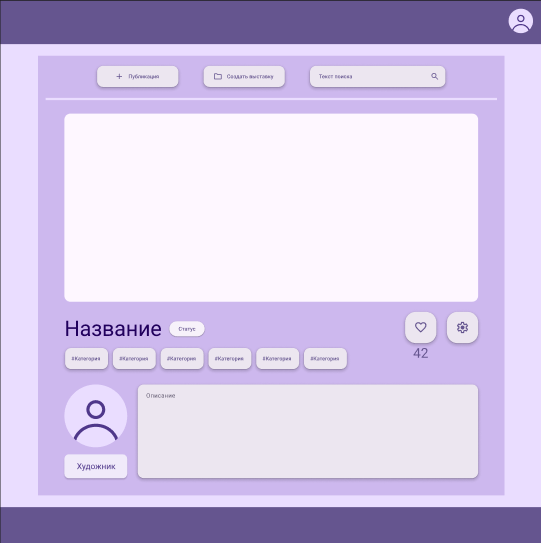 Публикация
Создать выставку
Текст поиска
Название
Статус
42
#Категория
#Категория
#Категория
#Категория
#Категория
#Категория
Описание
Художник